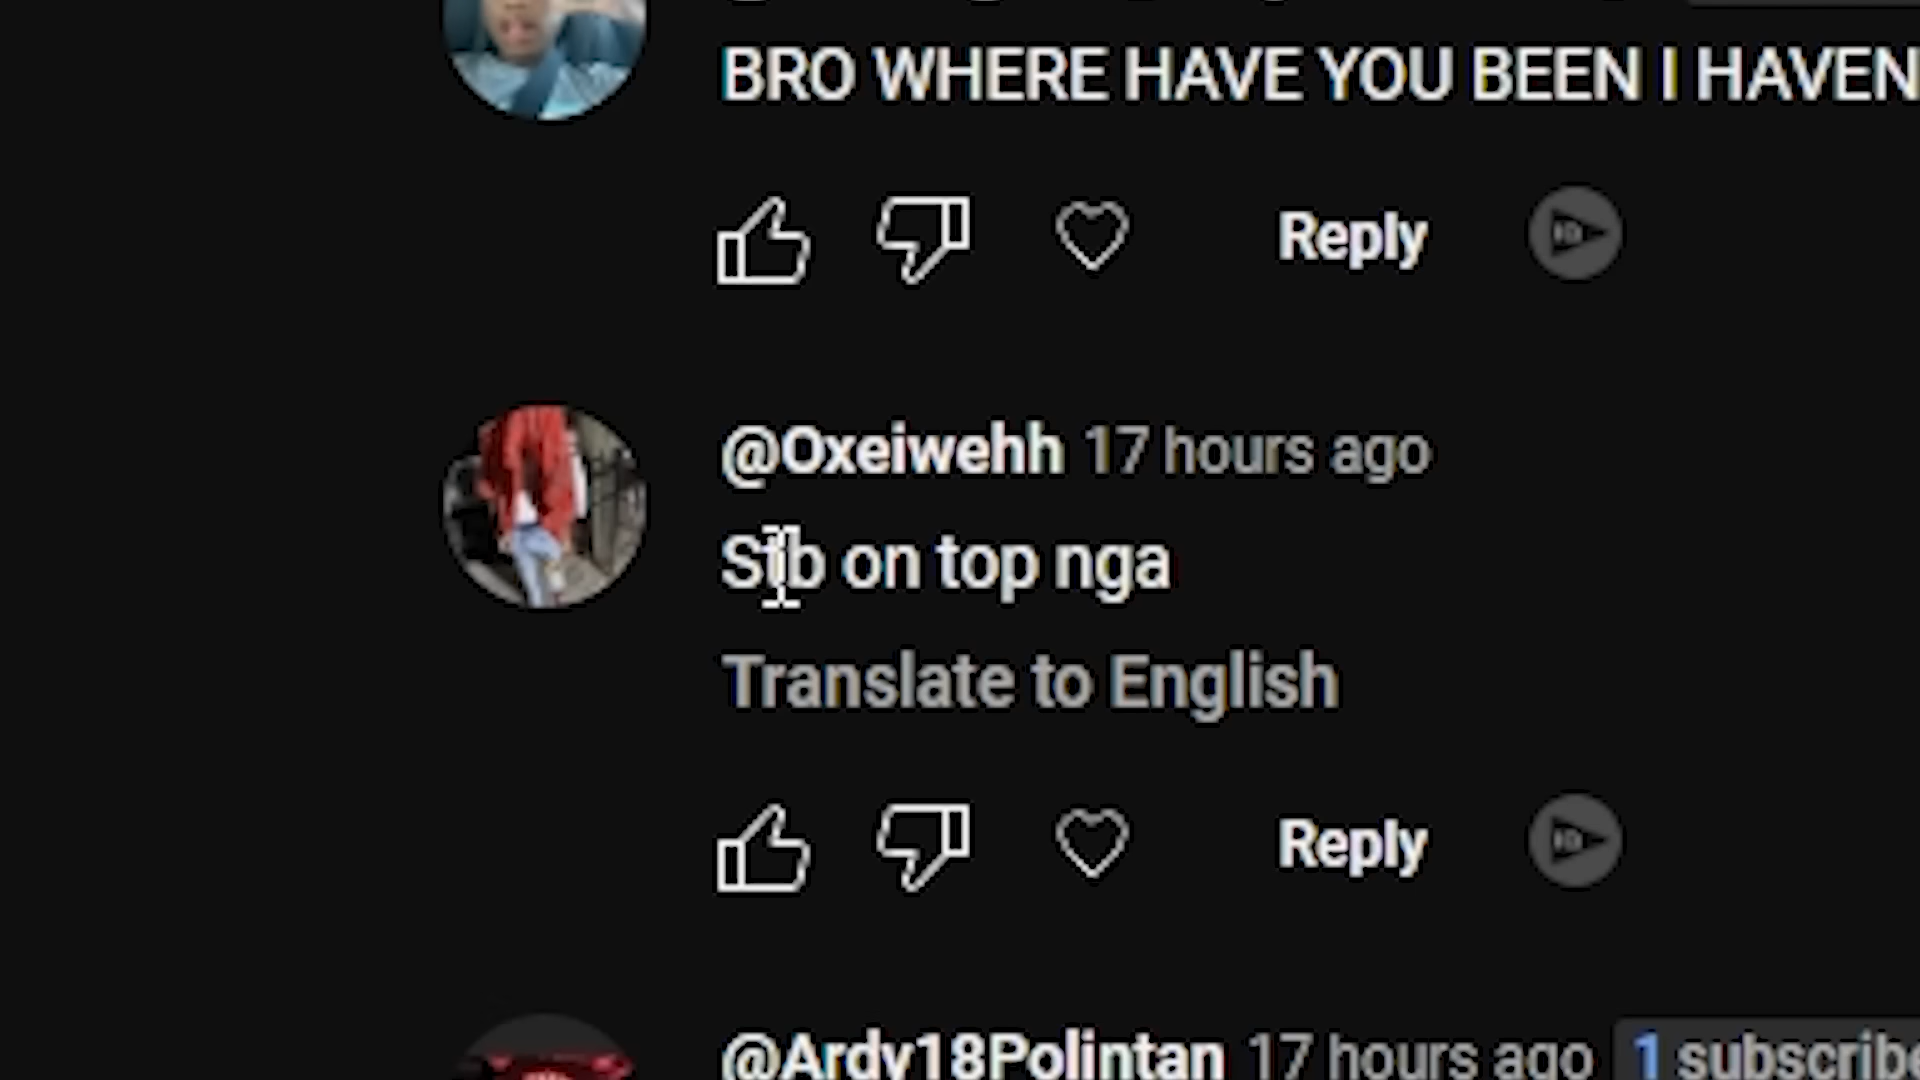 BRO WHERE HAVE YOU BEEN I HAVEN
Reply
@Oxeiwehh 17 hours ago
on top nga
Translate to English
Reply
@Ardy18Polintan 17 hours ago 1 subscribe